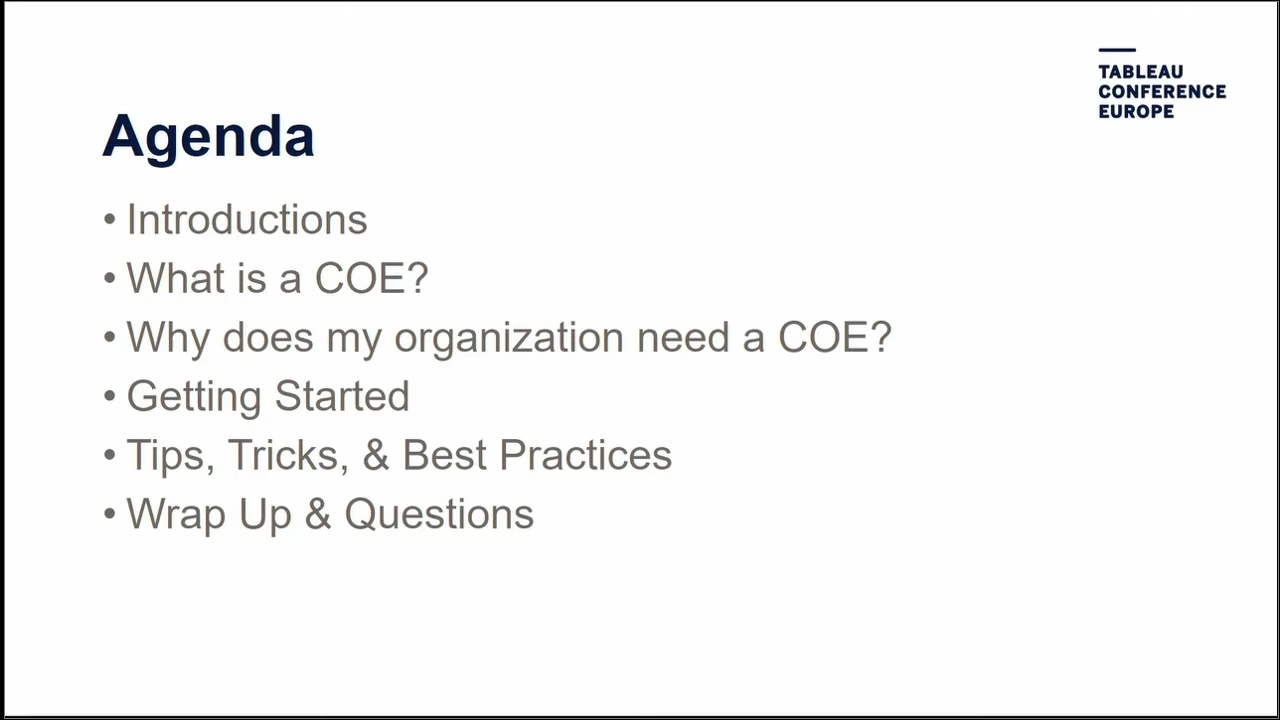 TABLEAU
CONFERENCE
EUROPE
Agenda
• Introductions
• What is a COE?
• Why does my organization need a COE?
• Getting Started
• Tips, Tricks, & Best Practices
• Wrap Up & Questions